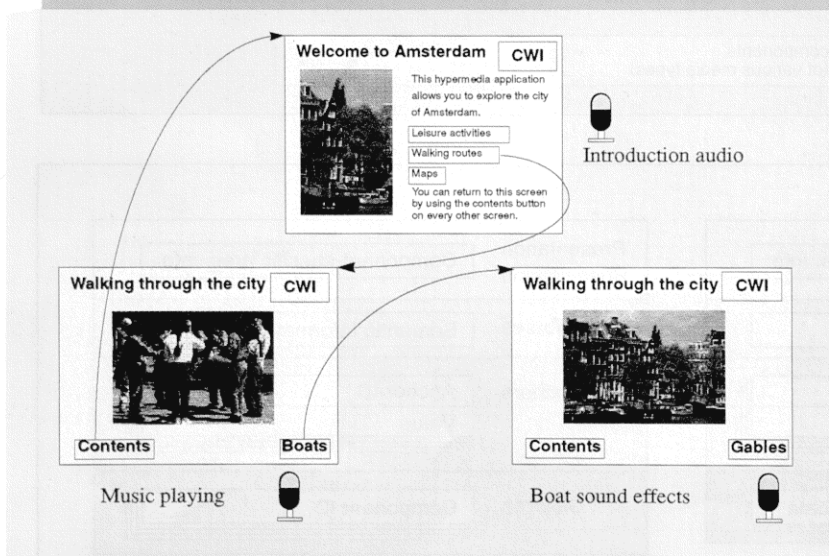 Welcome to Amsterdam
CWI
This hypermedia application
allows you to explore the city
of Amsterdam.
Leisure activities
Walking routes
Maps
You can return to this screen
by using the contents button
on every other screen.
Introduction audio
Walking through the city
CWI
Contents
Boats
Music playing
Walking through the city
CWI
Contents
Gables
Boat sound effects